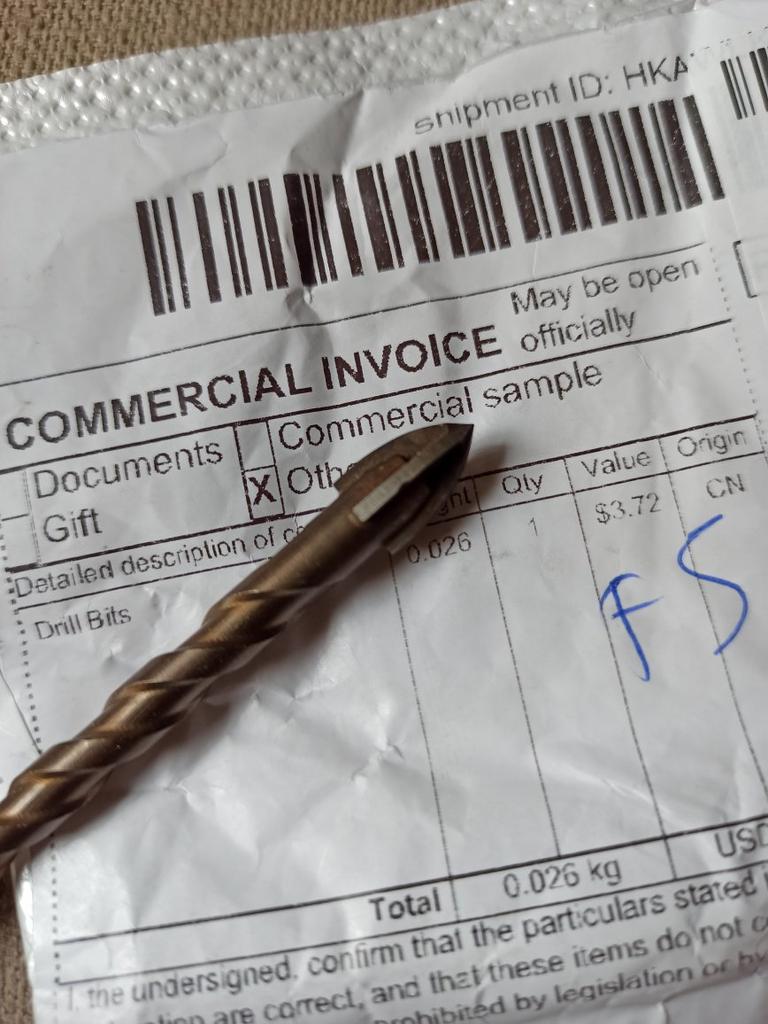 shipment ID: HKA
COMMERCIAL INVOICE
May be open
officially
Documents
Commercial sample
Gift
X
Detailed description of
Qty
Value
Origin
Drill Bits
0.026
1
$3.72
CN
FS
Total
0.026 kg
USD
I, the undersigned, confirm that the particulars stated
are correct, and that these items do not
prohibited by legislation or by